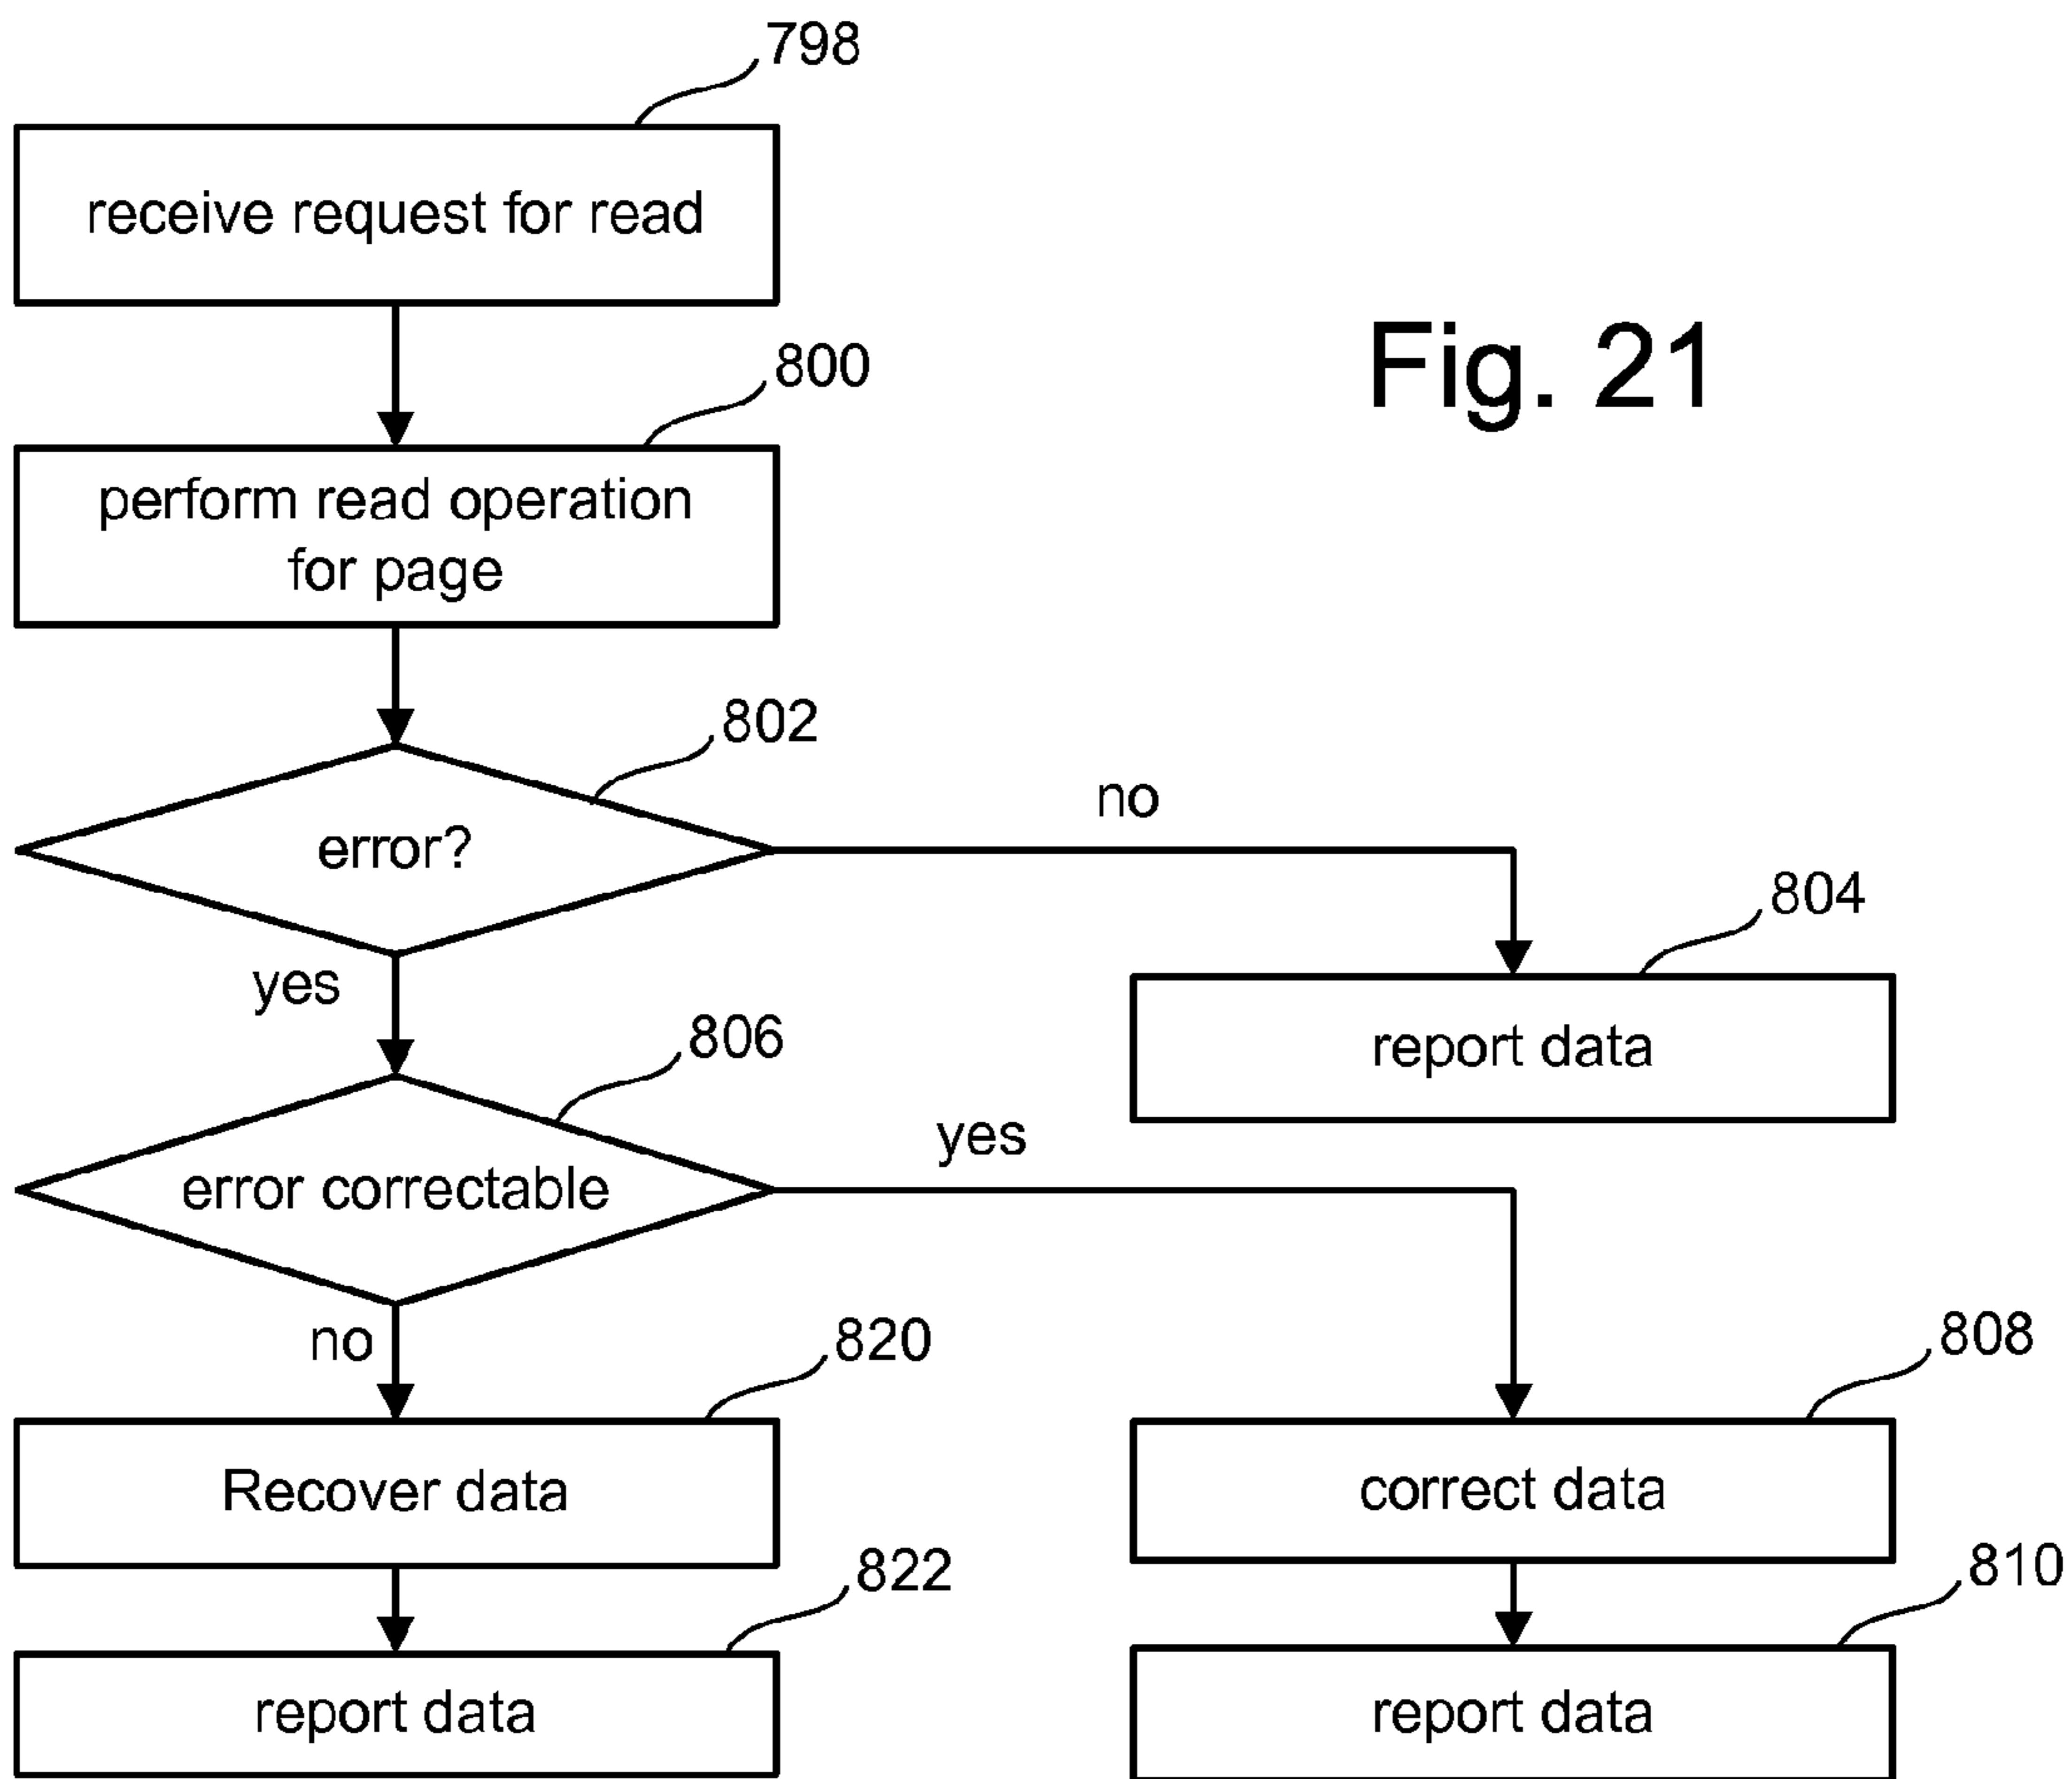 798
receive request for read
Fig. 21
800
perform read operation
for page
802
error?
no
804
report data
yes
806
error correctable
yes
no
820
Recover data
808
correct data
822
report data
810
report data